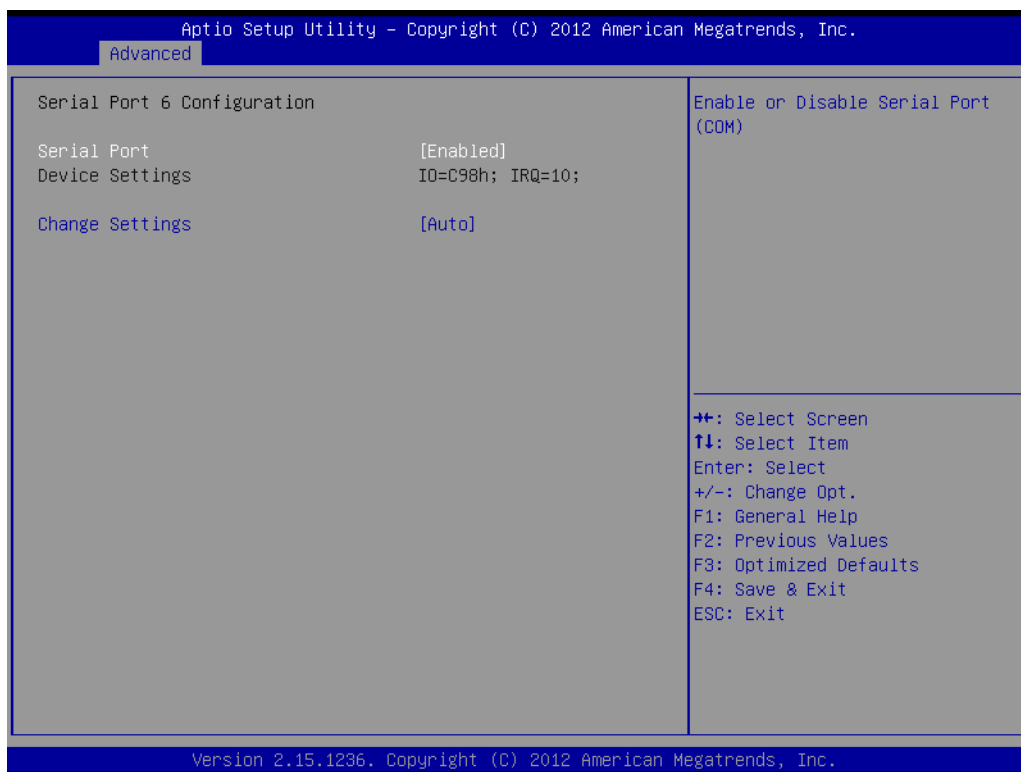 Aptio Setup Utility – Copyright (C) 2012 American Megatrends, Inc.
Advanced
Serial Port 6 Configuration
Serial Port [Enabled]
Device Settings IO=C98h; IRQ=10;
Change Settings [Auto]
Enable or Disable Serial Port
(COM)
→←: Select Screen
↑↓: Select Item
Enter: Select
+/-: Change Opt.
F1: General Help
F2: Previous Values
F3: Optimized Defaults
F4: Save & Exit
ESC: Exit
Version 2.15.1236. Copyright (C) 2012 American Megatrends, Inc.